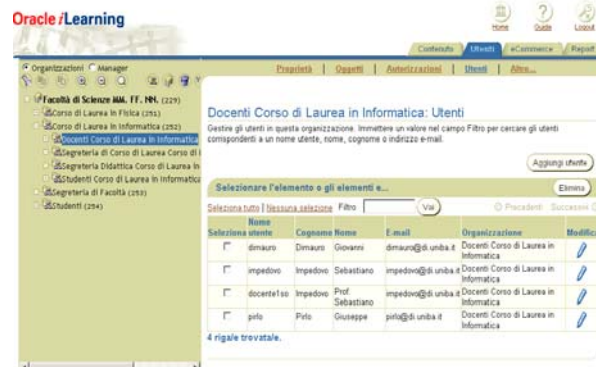 Oracle iLearning
Home Guida Logout
Contenuto Utenti eCommerce Report
Organizzazioni Manager
Proprietà | Oggetti | Autorizzazioni | Utenti | Altro...
Facoltà di Scienze MM. FF. NN. (229)
Corso di Laurea in Fisica (251)
Corso di Laurea in Informatica (252)
Docenti Corso di Laurea in Informatica
Segreteria di Corso di Laurea Corso di
Segreteria Didattica Corso di Laurea in
Studenti Corso di Laurea in Informatica
Segreteria di Facoltà (253)
Studenti (254)
Docenti Corso di Laurea in Informatica: Utenti
Gestire gli utenti in questa organizzazione. Immettere un valore nel campo Filtro per cercare gli utenti
corrispondenti a un nome utente, nome, cognome o indirizzo e-mail.
Aggiungi utente
Selezionare l'elemento o gli elementi e...
Elimina
Seleziona tutto | Nessuna selezione Filtro Vai Precedenti Successivi
Seleziona Nome utente Cognome Nome E-mail Organizzazione Modifica
dimauro Dimauro Giovanni dimauro@di.uniba.it Docenti Corso di Laurea in Informatica
impedovo Impedovo Sebastiano impedovo@di.uniba.it Docenti Corso di Laurea in Informatica
docente1so Impedovo Prof. Sebastiano impedovo@di.uniba.it Docenti Corso di Laurea in Informatica
pirlo Pirlo Giuseppe pirlo@di.uniba.it Docenti Corso di Laurea in Informatica
4 riga/e trovata/e.